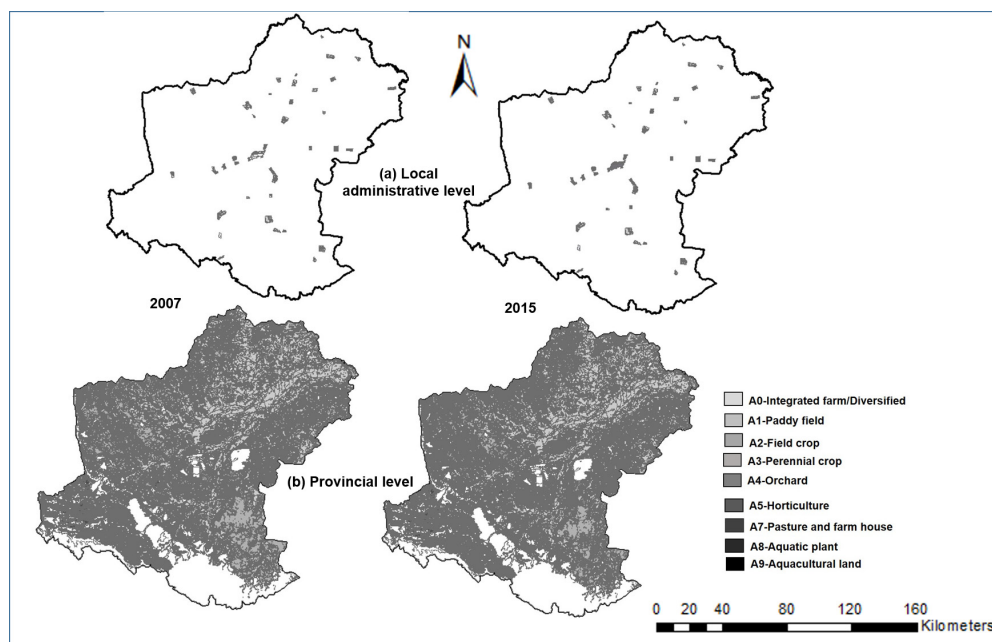 N
(a) Local
administrative level
2007
2015
(b) Provincial level
A0-Integrated farm/Diversified
A1-Paddy field
A2-Field crop
A3-Perennial crop
A4-Orchard
A5-Horticulture
A7-Pasture and farm house
A8-Aquatic plant
A9-Aquacultural land
0 10 20 40 80 120 160
Kilometers